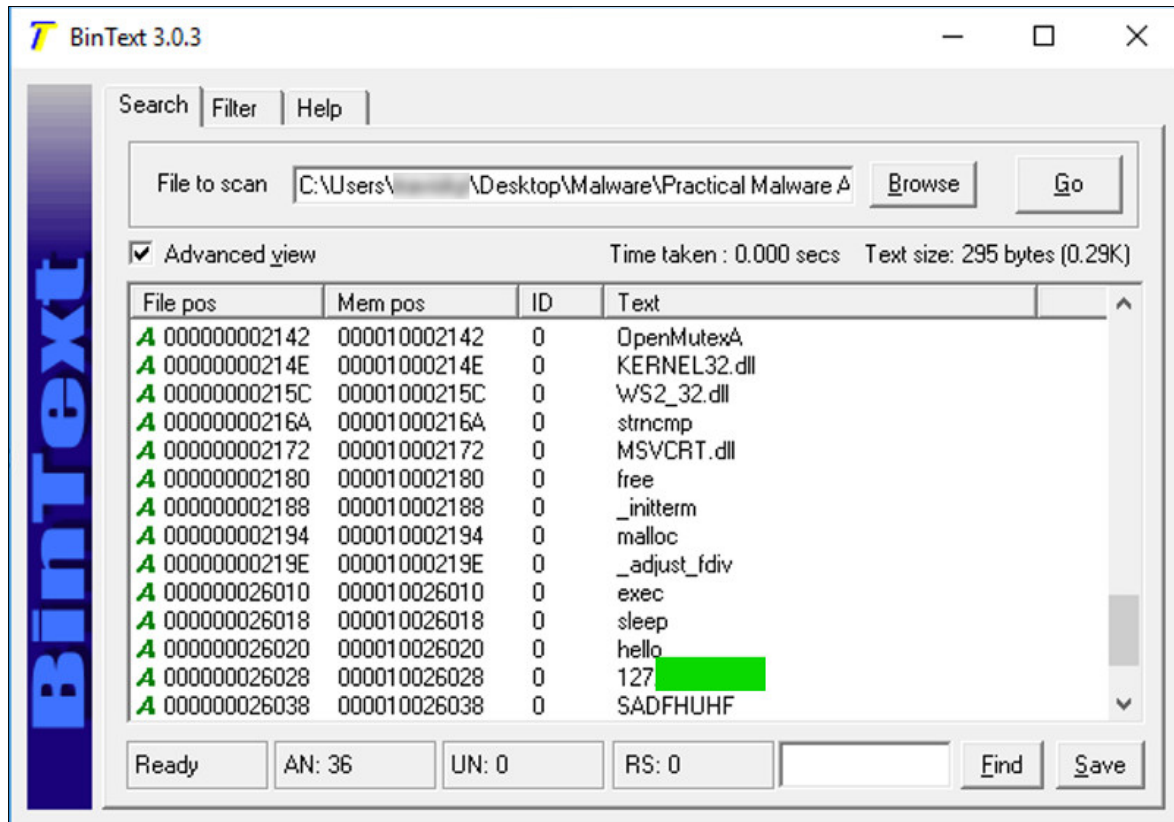 BinText 3.0.3
Search Filter Help
File to scan C:\Users\ \Desktop\Malware\Practical Malware A Browse Go
Advanced view Time taken : 0.000 secs Text size: 295 bytes (0.29K)
File pos Mem pos ID Text
A 000000002142 000010002142 0 OpenMutexA
A 00000000214E 00001000214E 0 KERNEL32.dll
A 00000000215C 00001000215C 0 WS2_32.dll
A 00000000216A 00001000216A 0 strncmp
A 000000002172 000010002172 0 MSVCRT.dll
A 000000002180 000010002180 0 free
A 000000002188 000010002188 0 _initterm
A 000000002194 000010002194 0 malloc
A 00000000219E 00001000219E 0 _adjust_fdiv
A 000000026010 000010026010 0 exec
A 000000026018 000010026018 0 sleep
A 000000026020 000010026020 0 hello
A 000000026028 000010026028 0 127.
A 000000026038 000010026038 0 SADFHUHF
Ready AN: 36 UN: 0 RS: 0 Find Save
BinText